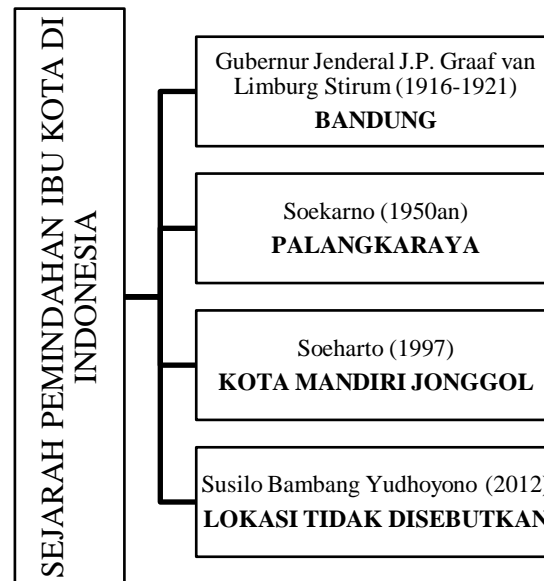 SEJARAH PEMINDAHAN IBU KOTA DI
INDONESIA
Gubernur Jenderal J.P. Graaf van
Limburg Stirum (1916-1921)
BANDUNG
Soekarno (1950an)
PALANGKARAYA
Soeharto (1997)
KOTA MANDIRI JONGGOL
Susilo Bambang Yudhoyono (2012)
LOKASI TIDAK DISEBUTKAN